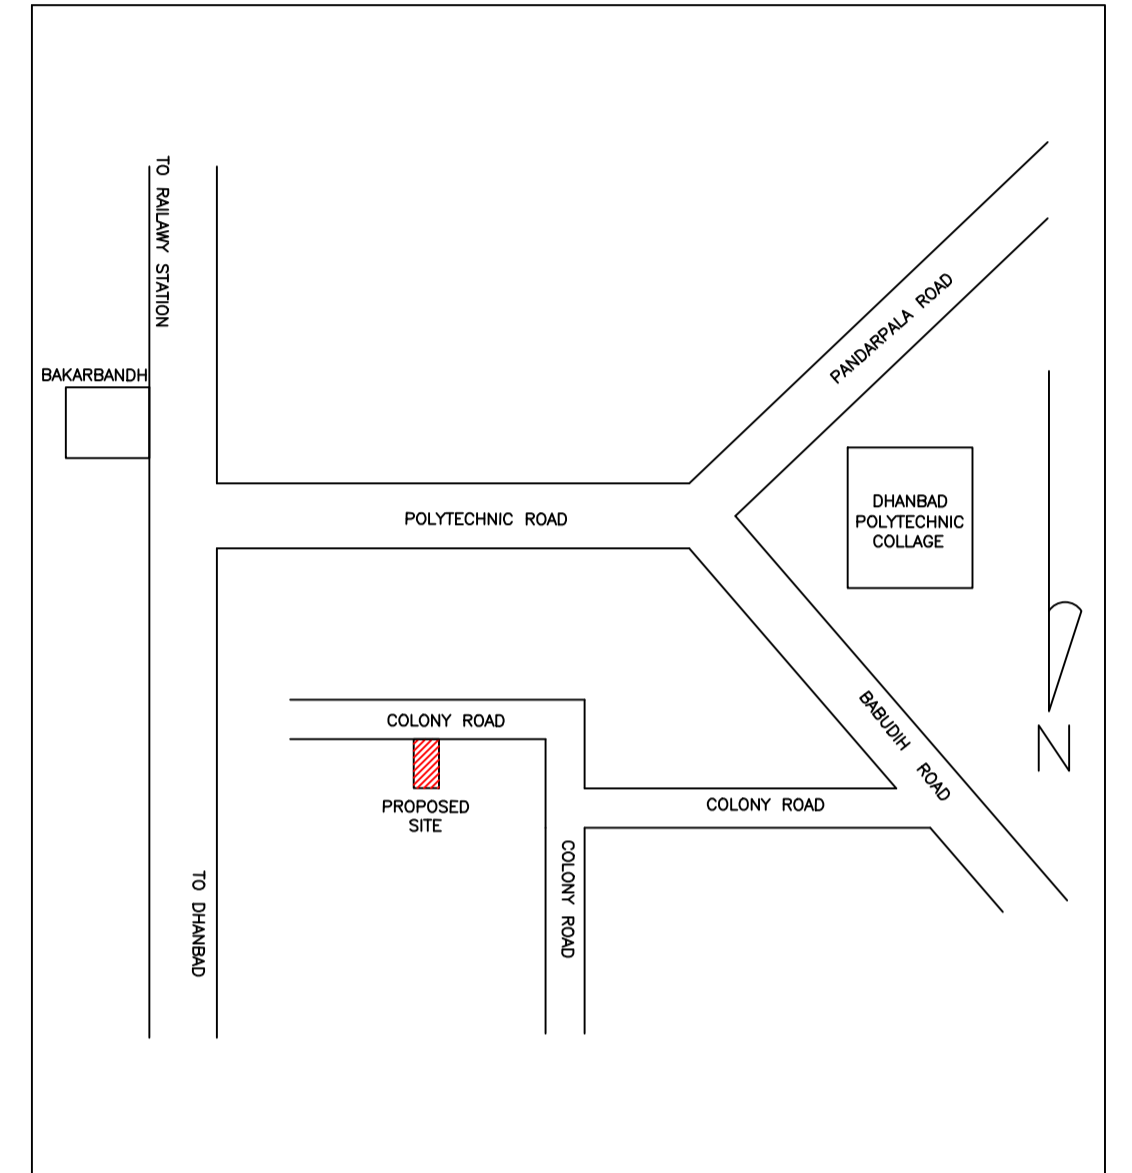 TO RAILAWY STATION
BAKARBANDH
PANDARPALA ROAD
POLYTECHNIC ROAD
DHANBAD
POLYTECHNIC
COLLAGE
COLONY ROAD
PROPOSED
SITE
BABUDIH ROAD
N
COLONY ROAD
COLONY ROAD
TO DHANBAD